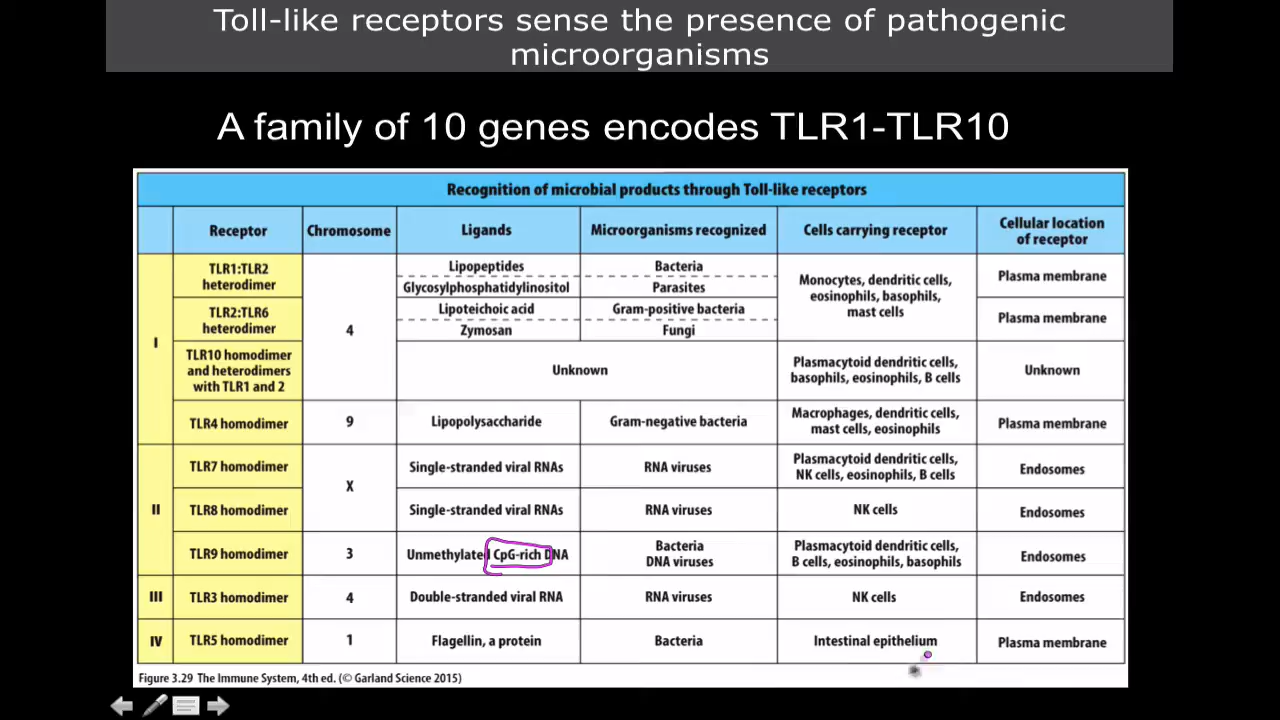 Toll-like receptors sense the presence of pathogenic
microorganisms
A family of 10 genes encodes TLR1-TLR10
Recognition of microbial products through Toll-like receptors
Receptor
Chromosome
Ligands
Microorganisms recognized
Cells carrying receptor
Cellular location
of receptor
I
TLR1:TLR2
heterodimer
4
Lipopeptides
Bacteria
Glycosylphosphatidylinositol
Parasites
Monocytes, dendritic cells,
eosinophils, basophils,
mast cells
Plasma membrane
TLR2:TLR6
heterodimer
Lipoteichoic acid
Gram-positive bacteria
Zymosan
Fungi
Plasma membrane
TLR10 homodimer
and heterodimers
with TLR1 and 2
Unknown
Plasmacytoid dendritic cells,
basophils, eosinophils, B cells
Unknown
TLR4 homodimer
9
Lipopolysaccharide
Gram-negative bacteria
Macrophages, dendritic cells,
mast cells, eosinophils
Plasma membrane
II
TLR7 homodimer
X
Single-stranded viral RNAs
RNA viruses
Plasmacytoid dendritic cells,
NK cells, eosinophils, B cells
Endosomes
TLR8 homodimer
Single-stranded viral RNAs
RNA viruses
NK cells
Endosomes
TLR9 homodimer
3
Unmethylated CpG-rich DNA
Bacteria
DNA viruses
Plasmacytoid dendritic cells,
B cells, eosinophils, basophils
Endosomes
III
TLR3 homodimer
4
Double-stranded viral RNA
RNA viruses
NK cells
Endosomes
IV
TLR5 homodimer
1
Flagellin, a protein
Bacteria
Intestinal epithelium
Plasma membrane
Figure 3.29 The Immune System, 4th ed. (© Garland Science 2015)